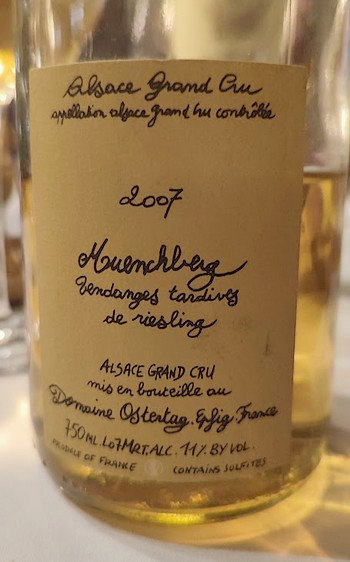 Alsace Grand Cru
appellation alsace grand cru contrôlée
2007
Muenchberg
Vendanges tardives
de riesling
ALSACE GRAND CRU
mis en bouteille au
Domaine Ostertag. Epfig. France
750 ML. L07MRT. ALC. 11% BY VOL.
PRODUCE OF FRANCE CONTAINS SULFITES